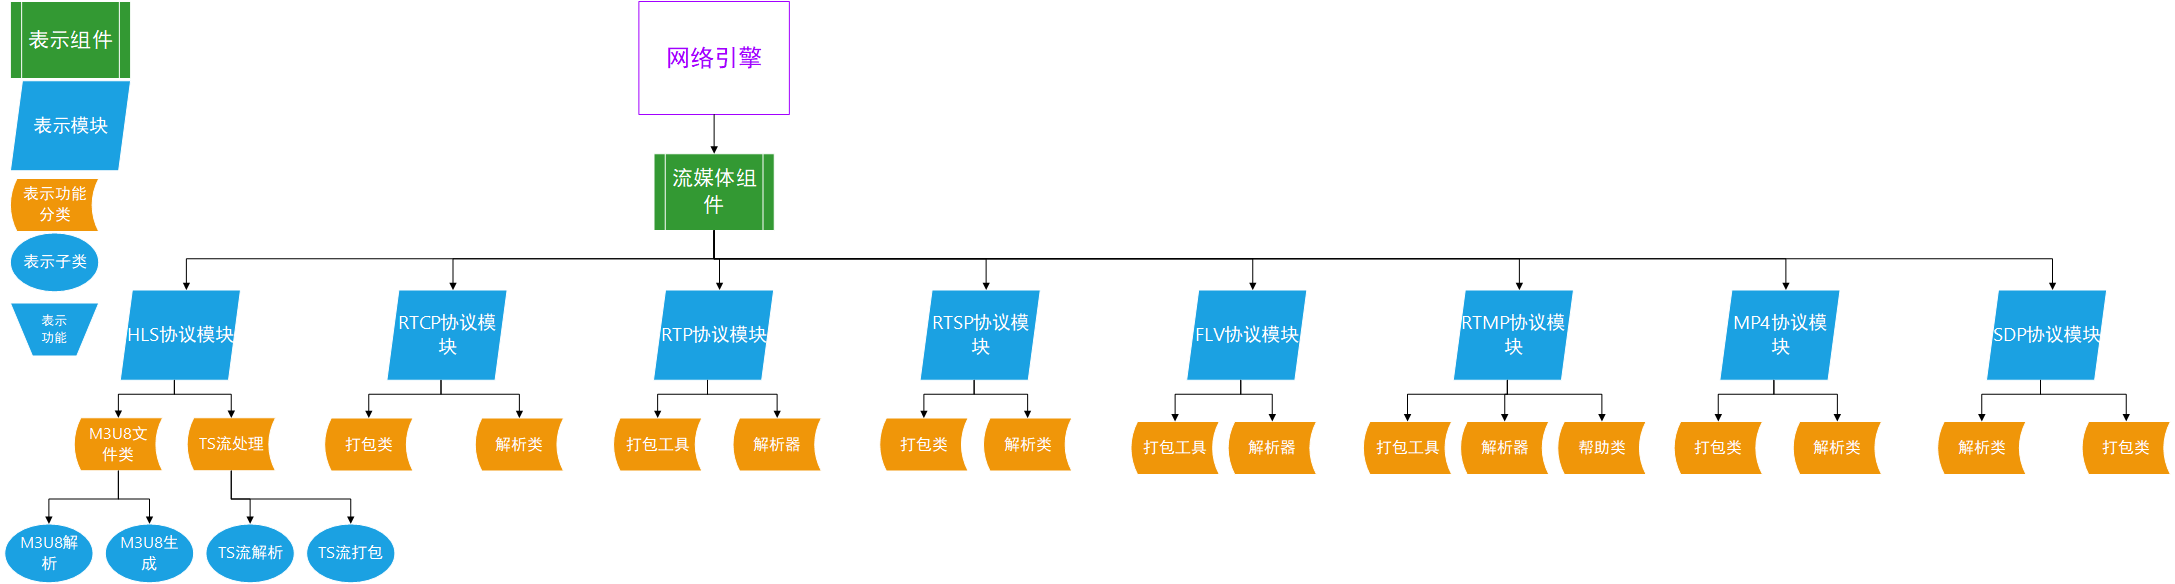 表示组件
网络引擎
表示模块
流媒体组
件
表示功能
分类
表示子类
表示
功能
HLS协议模块
RTCP协议模
块
RTP协议模块
RTSP协议模
块
FLV协议模块
RTMP协议模
块
MP4协议模
块
SDP协议模块
M3U8文
件类
TS流处理
打包类
解析类
打包工具
解析器
打包类
解析类
打包工具
解析器
打包工具
解析器
帮助类
打包类
解析类
解析类
打包类
M3U8解
析
M3U8生
成
TS流解析
TS流打包